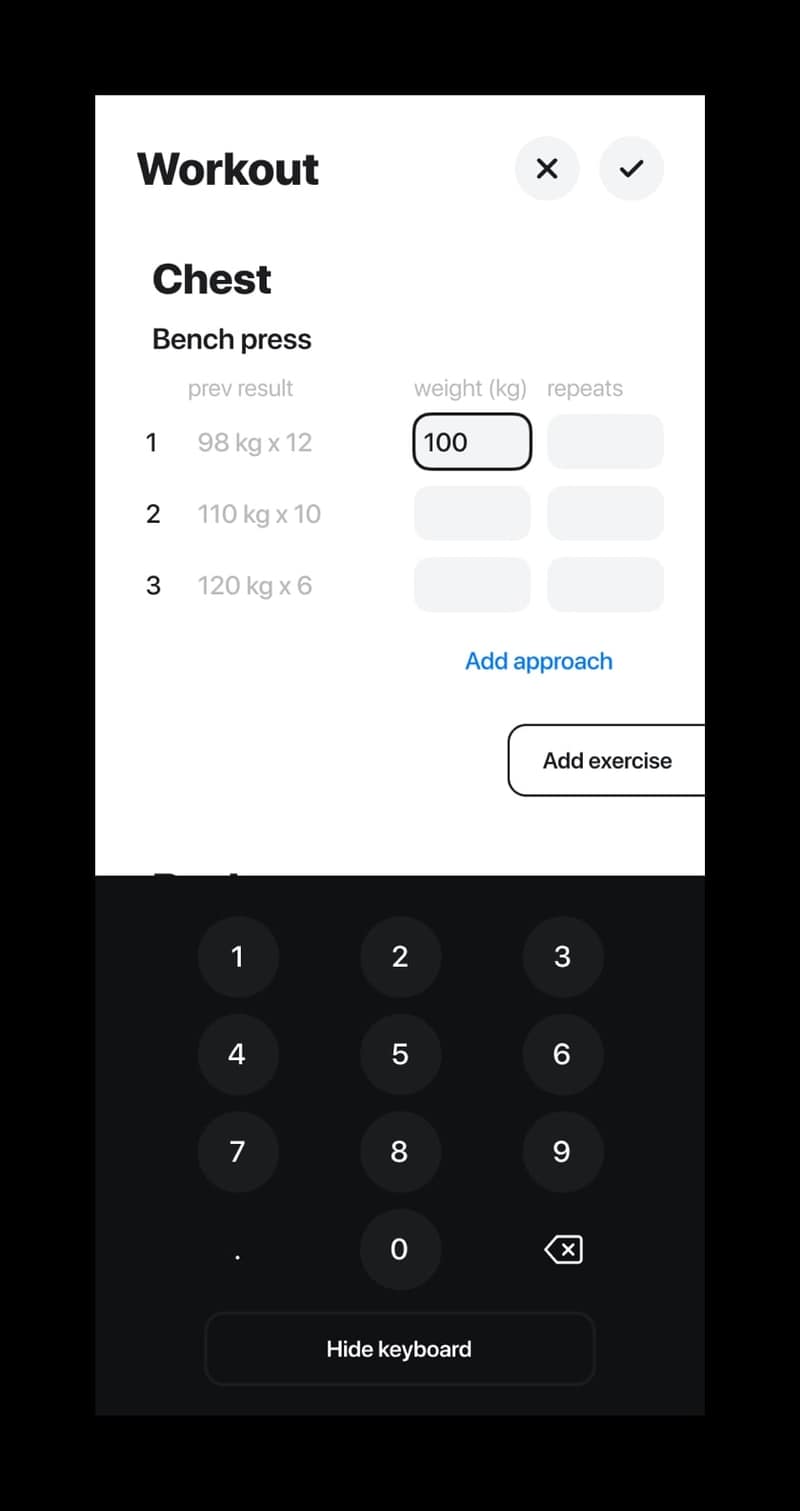 Workout
Chest
Bench press
prev result weight (kg) repeats
1 98 kg x 12 100
2 110 kg x 10
3 120 kg x 6
Add approach
Add exercise
1 2 3
4 5 6
7 8 9
. 0
Hide keyboard